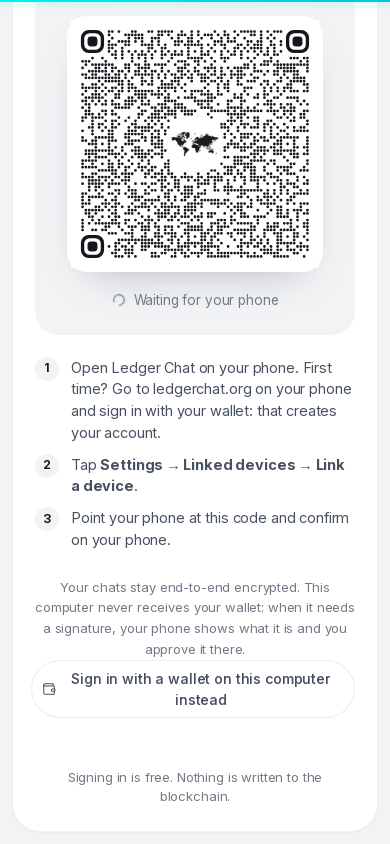 Waiting for your phone
1 Open Ledger Chat on your phone. First
time? Go to ledgerchat.org on your phone
and sign in with your wallet: that creates
your account.
2 Tap Settings → Linked devices → Link
a device.
3 Point your phone at this code and confirm
on your phone.
Your chats stay end-to-end encrypted. This
computer never receives your wallet: when it needs
a signature, your phone shows what it is and you
approve it there.
Sign in with a wallet on this computer
instead
Signing in is free. Nothing is written to the
blockchain.